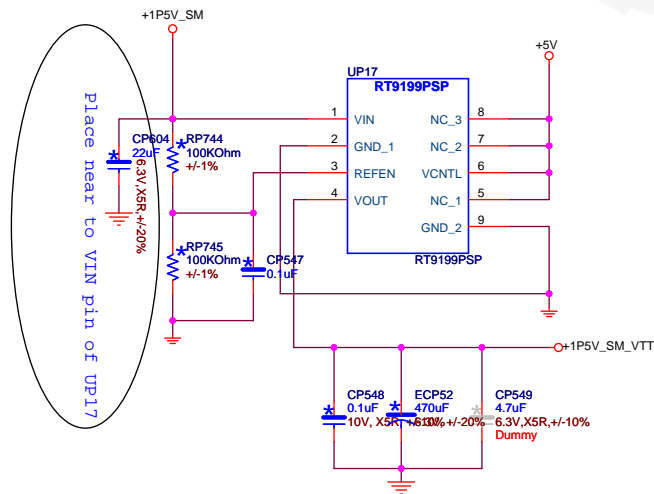 +1P5V_SM
+5V
UP17
RT9199PSP
1
VIN
NC_3
8
2
GND_1
NC_2
7
3
REFEN
VCNTL
6
4
VOUT
NC_1
5
GND_2
9
RT9199PSP
CP604
22uF
6.3V,X5R,+/-20%
RP744
100KOhm
+/-1%
RP745
100KOhm
+/-1%
CP547
0.1uF
Place near to VIN pin of UP17
+1P5V_SM_VTT
CP548
0.1uF
10V, X5R,
ECP52
470uF
+/-20%
CP549
4.7uF
6.3V,X5R,+/-10%
Dummy